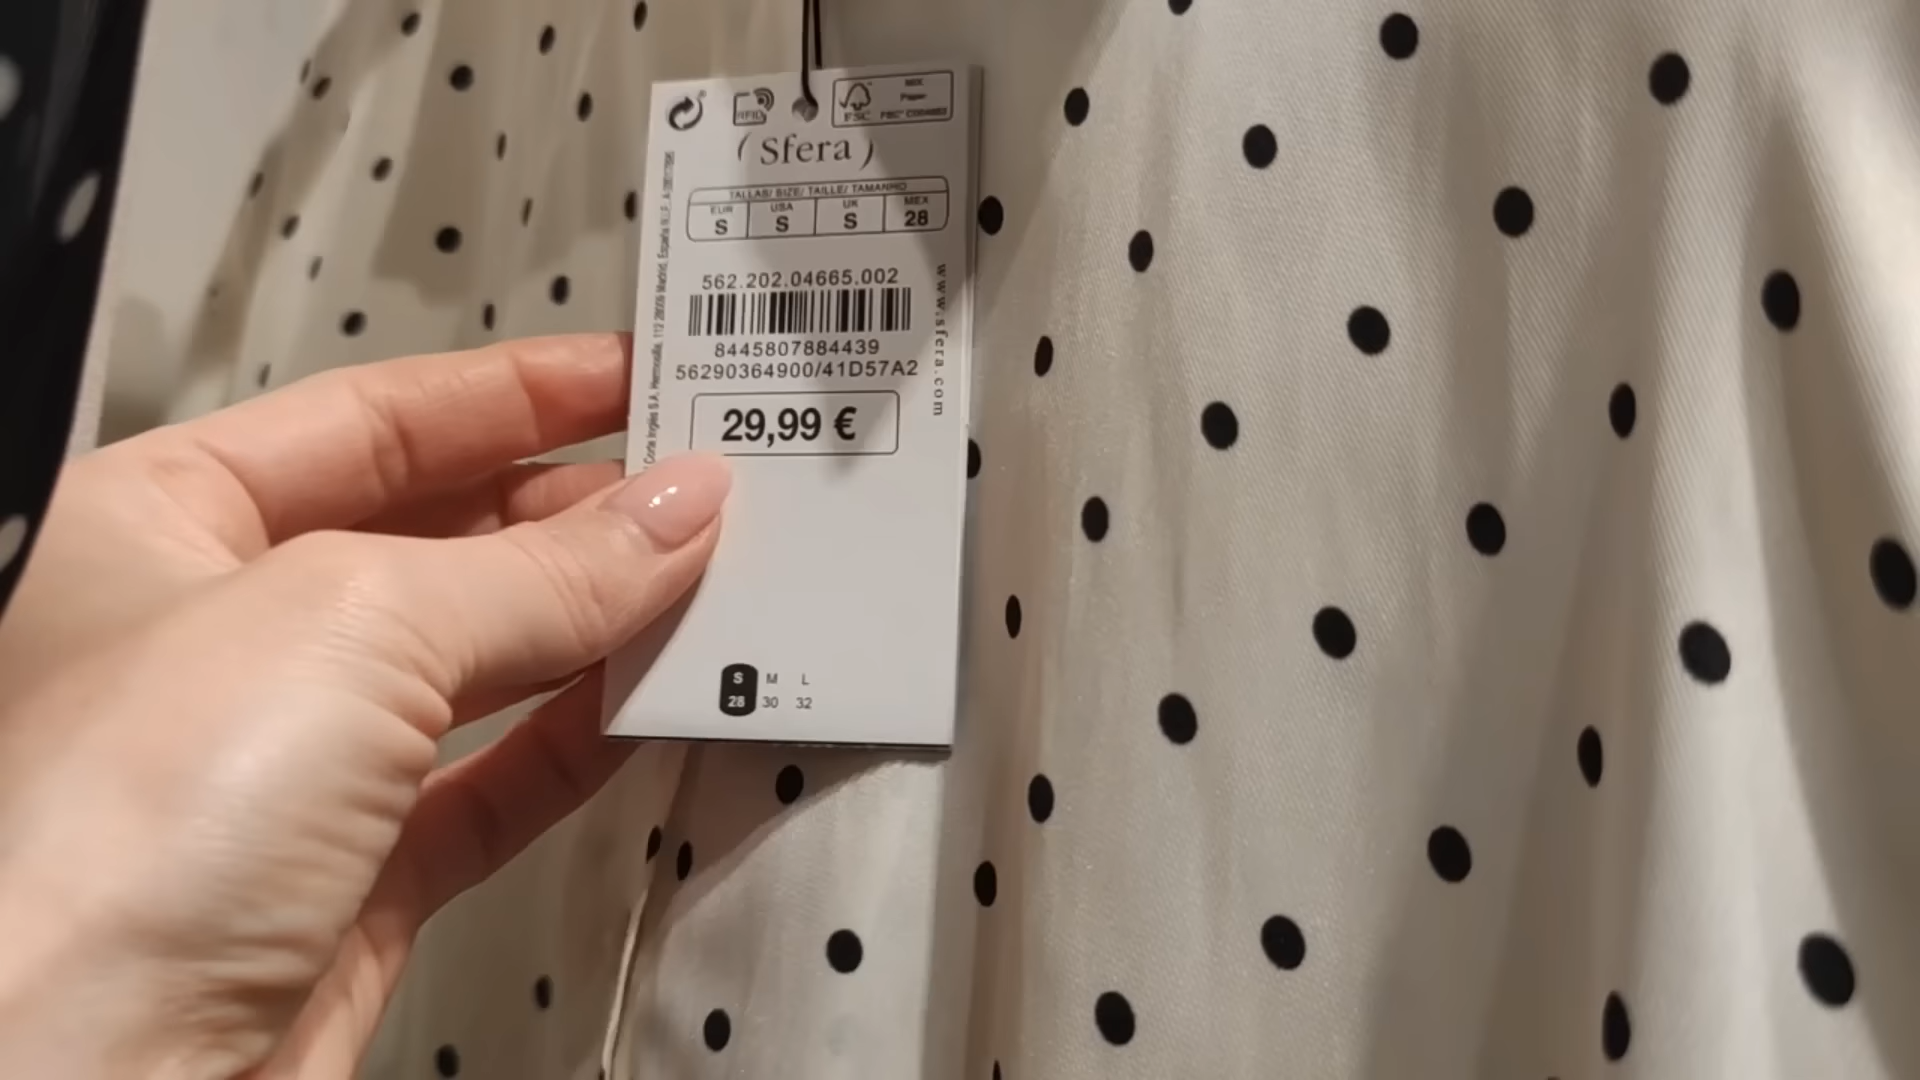 RFID
FSC
MIX
Paper
( Sfera )
TALLAS/ SIZE/ TAILLE/ TAMANHO
EUR USA UK MEX
S S S 28
562.202.04665.002
8445807884439
56290364900/41D57A2
29,99 €
www.sfera.com
S M L
28 30 32